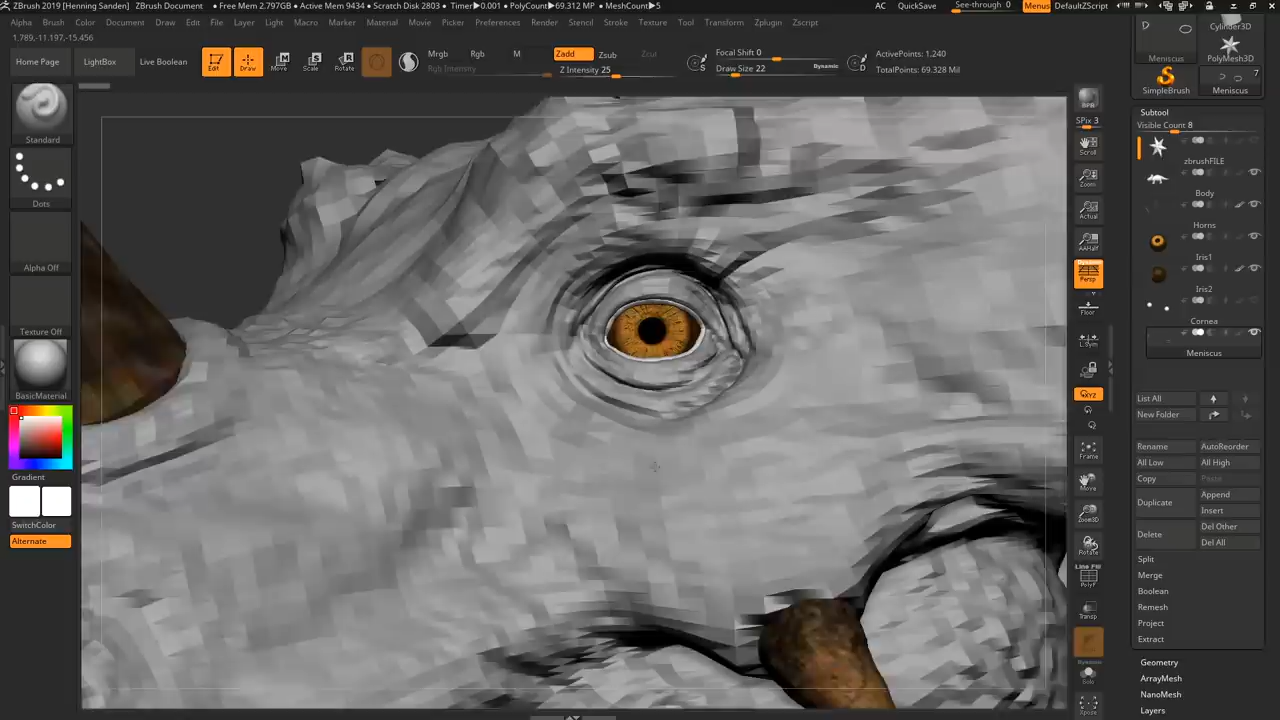 ZBrush 2019 [Henning Sanden] ZBrush Document • Free Mem 2.797GB • Active Mem 9434 • Scratch Disk 2803 • Timer▶0.001 • PolyCount▶69.312 MP • MeshCount▶5 AC QuickSave See-through 0 Menus DefaultZScript
Alpha Brush Color Document Draw Edit File Layer Light Macro Marker Material Movie Picker Preferences Render Stencil Stroke Texture Tool Transform Zplugin Zscript
1.789,-11.197,-15.456
Home Page LightBox Live Boolean Edit Draw Move Scale Rotate
Mrgb Rgb M Zadd Zsub Zcut
Rgb Intensity Z Intensity 25
Focal Shift 0
Draw Size 22 Dynamic
S
D
ActivePoints: 1.240
TotalPoints: 69.328 Mil
Standard
Dots
Alpha Off
Texture Off
BasicMaterial
Gradient
SwitchColor
Alternate
BPR
SPix 3
Scroll
Zoom
Actual
AAHalf
Dynamic
Persp
Floor
L.Sym
XYZ
Frame
Move
Zoom3D
Rotate
Line Fill
PolyF
Transp
Dynamic
Solo
Xpose
Cylinder3D
Meniscus PolyMesh3D
SimpleBrush 7 Meniscus
Subtool
Visible Count 8
zbrushFILE
Body
Horns
Iris1
Iris2
Cornea
Meniscus
List All
New Folder
Rename AutoReorder
All Low All High
Copy Paste
Duplicate Append
Insert
Delete Del Other
Del All
Split
Merge
Boolean
Remesh
Project
Extract
Geometry
ArrayMesh
NanoMesh
Layers